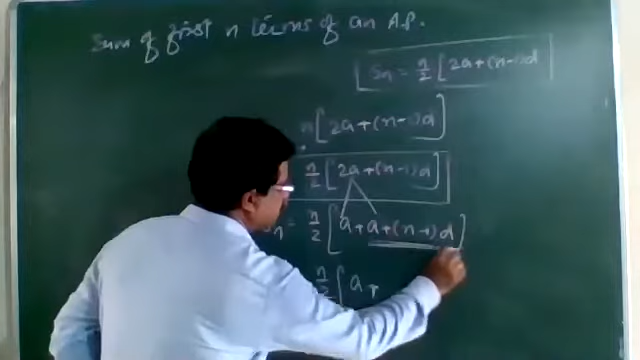 Sum of first n terms of an A.P.
Sn = n/2 [2a+(n-1)d
n[2a+(n-1)d]
n/2 [2a+(n-1)d]
n = n/2 [a+a+(n-1)d]
n/2 [a+